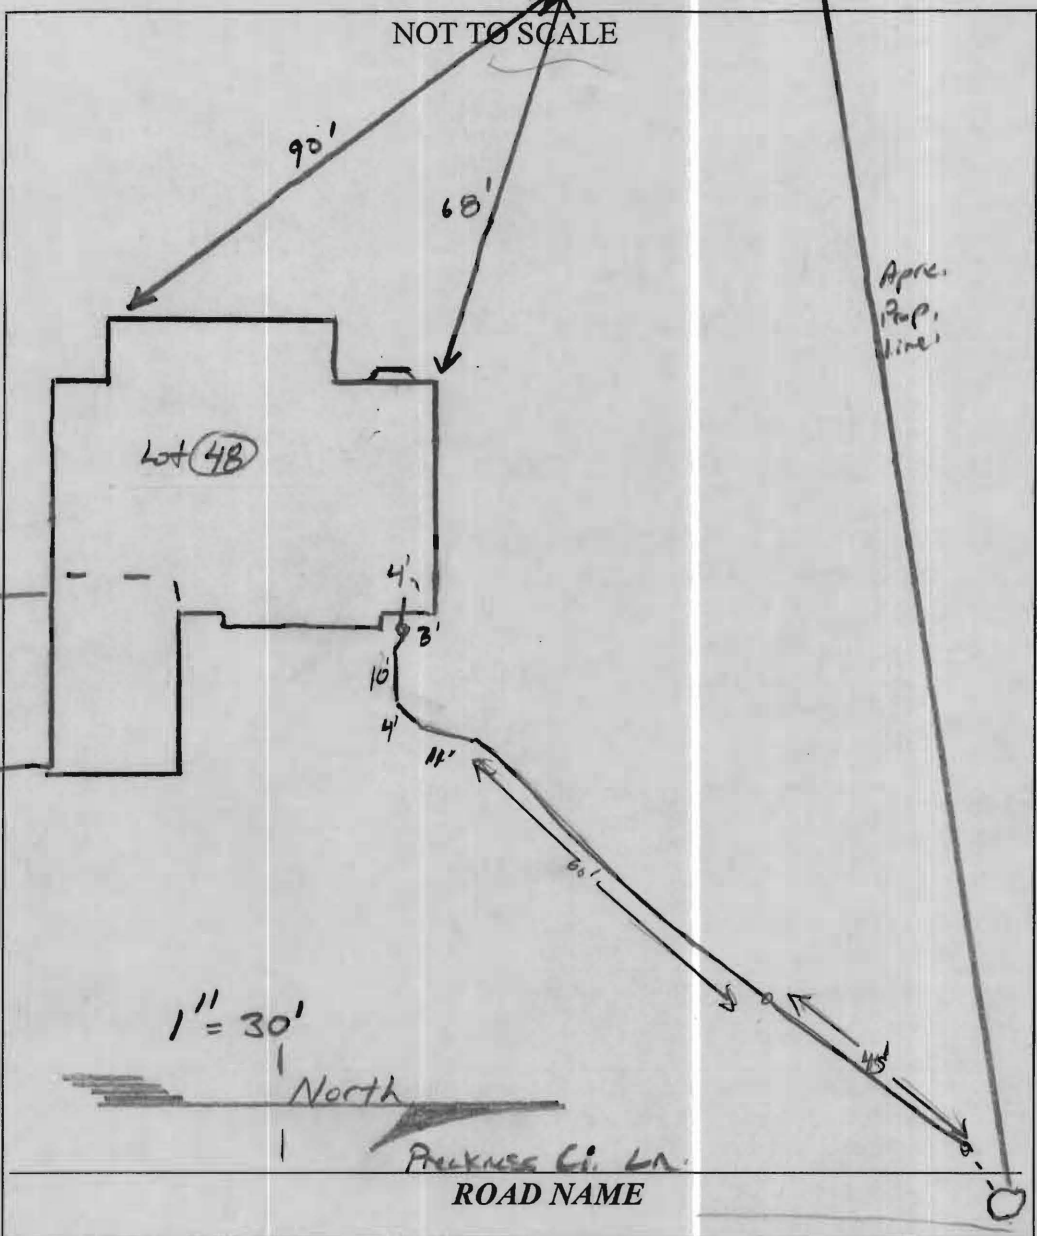 NOT TO SCALE
90'
68'
Prop.
Line
Lot 48
4'
3'
10'
4'
11'
60'
45'
1" = 30'
North
Ln.
ROAD NAME